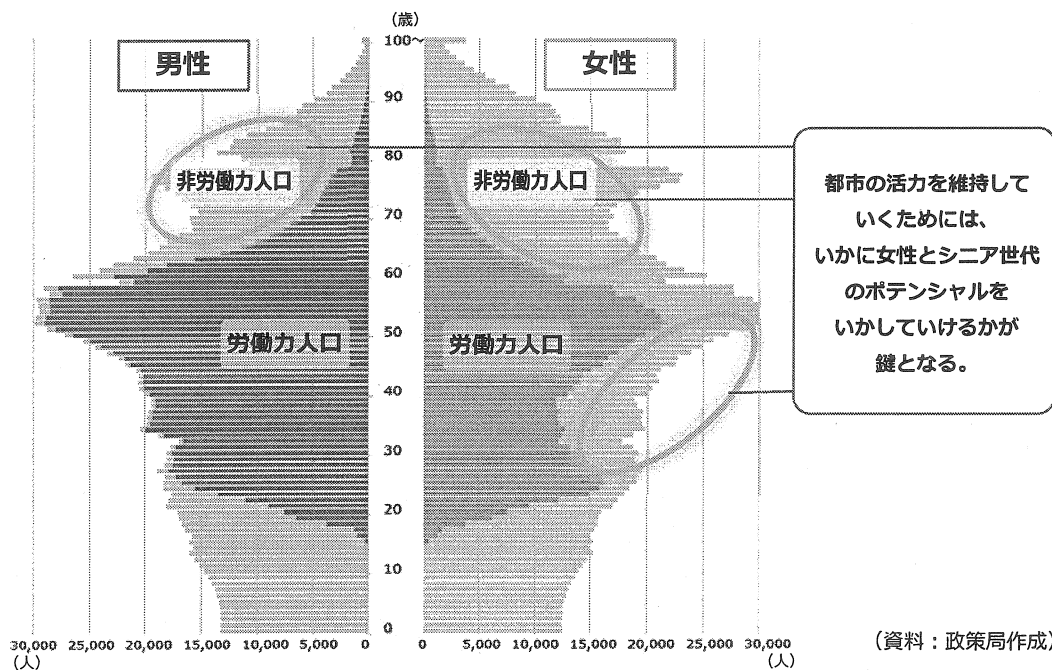 (歳)
男性
女性
100~
90
80
70
60
50
40
30
20
10
0
非労働力人口
非労働力人口
労働力人口
労働力人口
都市の活力を維持して
いくためには、
いかに女性とシニア世代
のポテンシャルを
いかしていけるかが
鍵となる。
30,000 25,000 20,000 15,000 10,000 5,000 0
(人)
0 5,000 10,000 15,000 20,000 25,000 30,000
(人)
(資料:政策局作成)